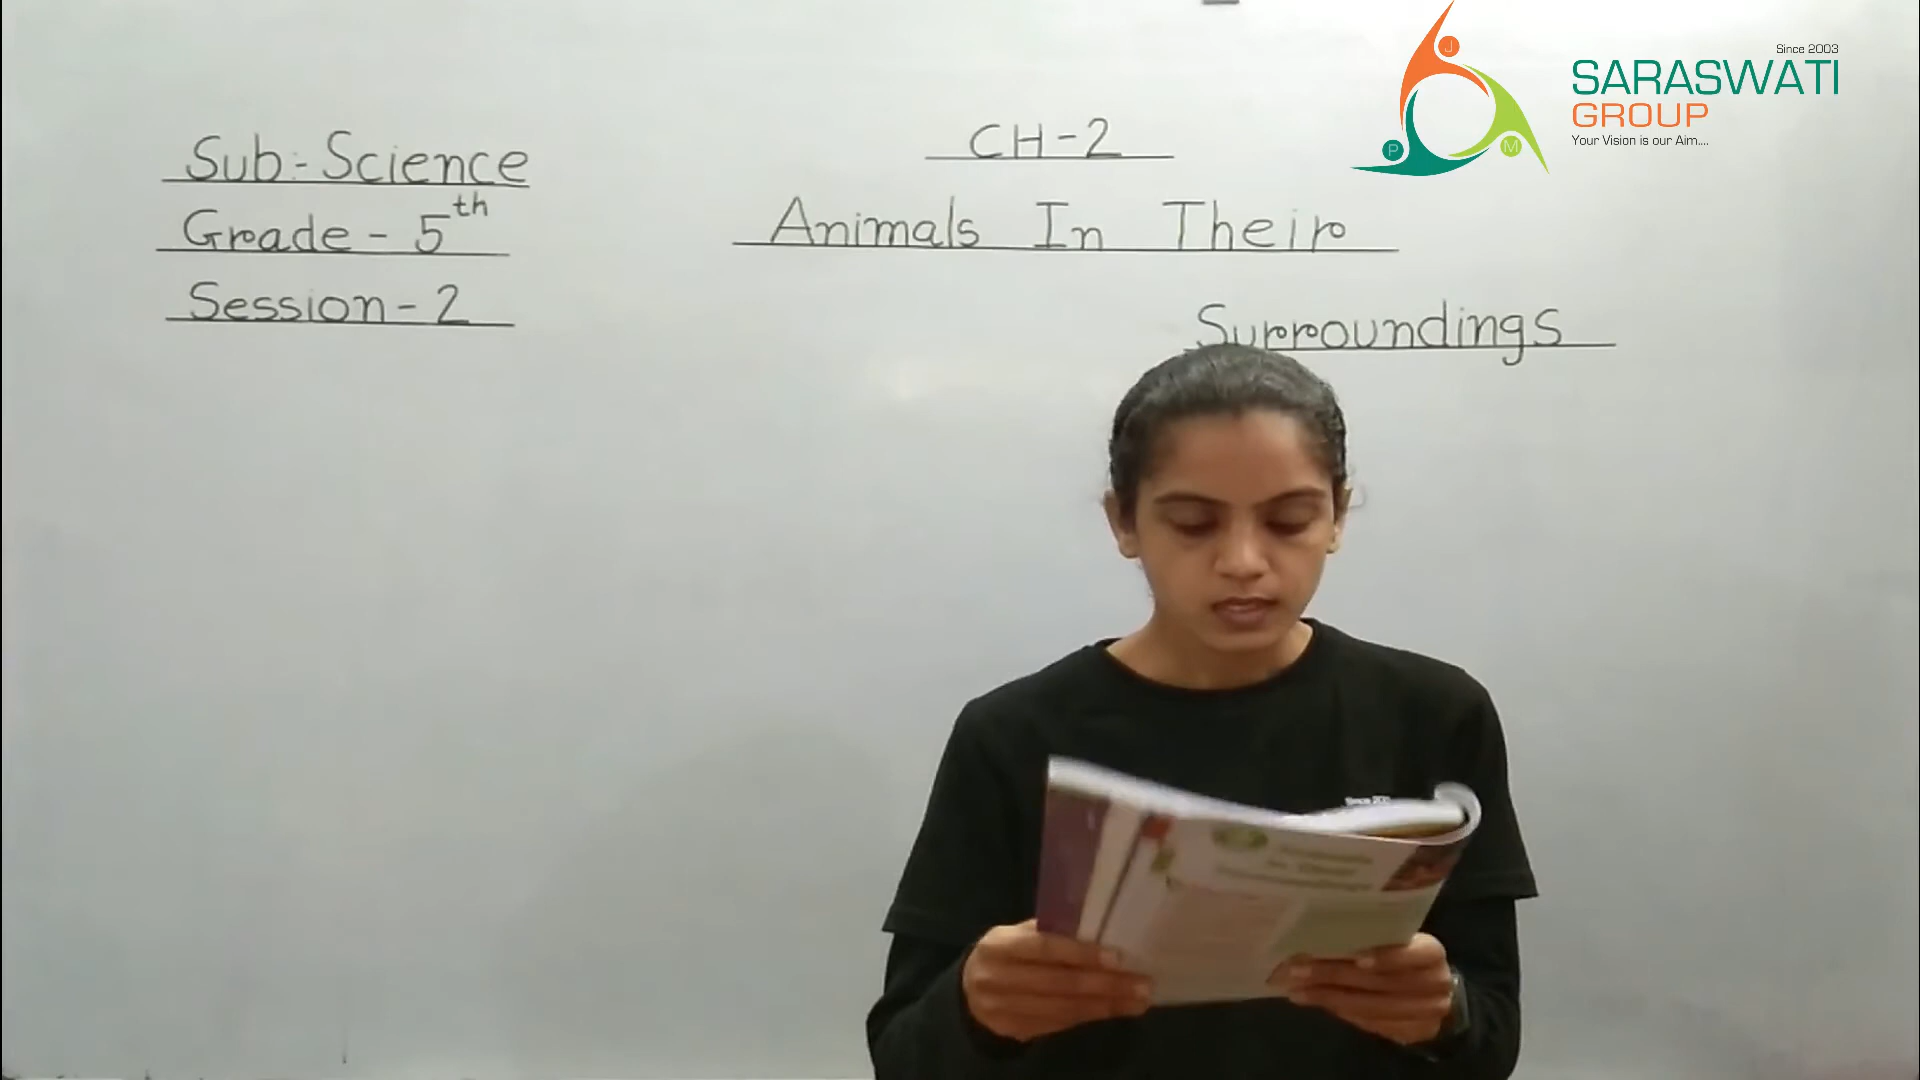 Sub:- Science
Grade - 5th
Session - 2
CH-2
Animals In Their
Surroundings
Since 2003
SARASWATI
GROUP
Your Vision is our Aim....
J
P
M